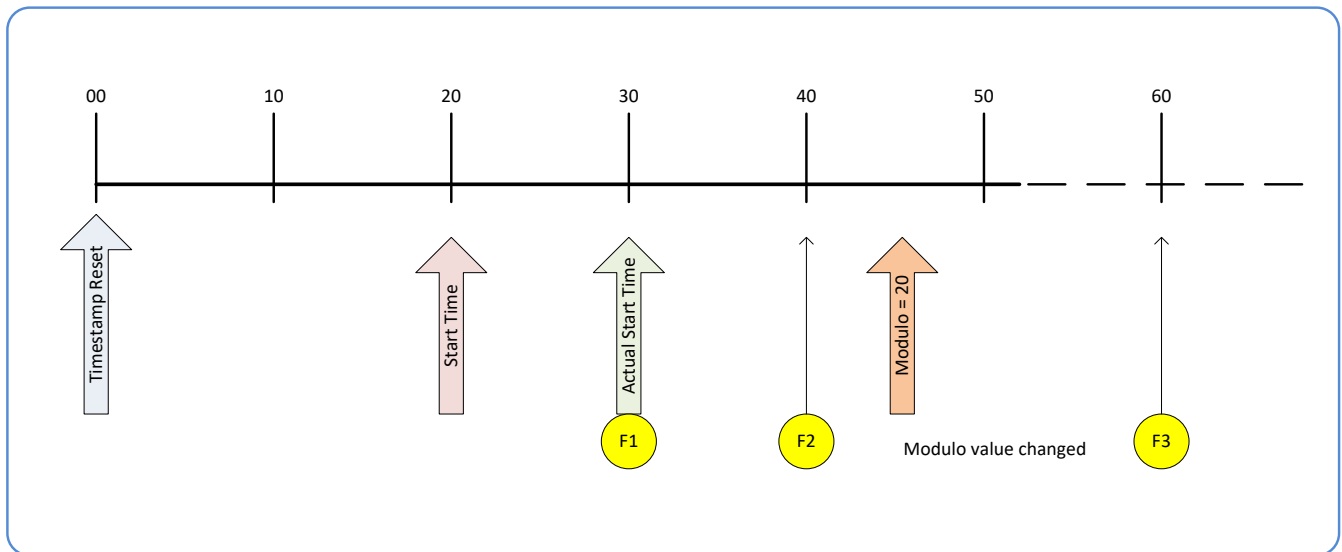 00
10
20
30
40
50
60
Timestamp Reset
Start Time
Actual Start Time
Modulo = 20
F1
F2
Modulo value changed
F3